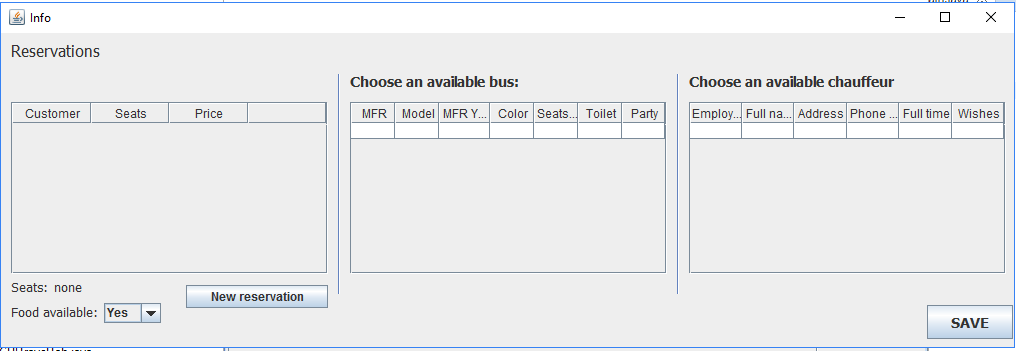 Info
Reservations
Choose an available bus:
Choose an available chauffeur
Customer Seats Price
MFR Model MFR Y... Color Seats... Toilet Party
Employ... Full na... Address Phone ... Full time Wishes
Seats: none
New reservation
Food available: Yes
SAVE